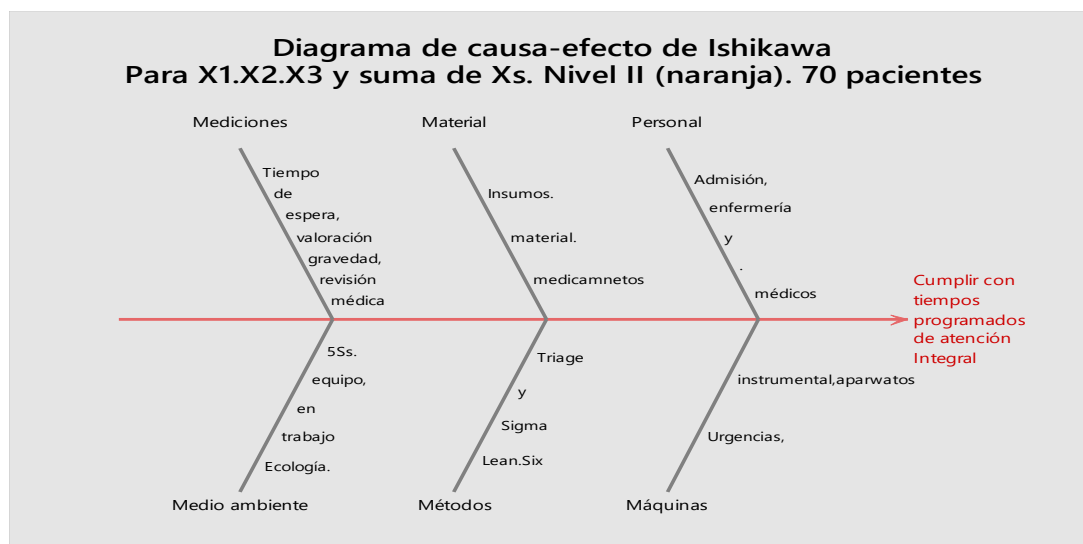 Diagrama de causa-efecto de Ishikawa
Para X1.X2.X3 y suma de Xs. Nivel II (naranja). 70 pacientes
Mediciones
Tiempo
de
espera,
valoración
gravedad,
revisión
médica
Material
Insumos.
material.
medicamnetos
Personal
Admisión,
enfermería
y
.
médicos
Cumplir con
tiempos
programados
de atención
Integral
5Ss.
equipo,
en
trabajo
Ecología.
Medio ambiente
Triage
y
Sigma
Lean.Six
Métodos
instrumental,aparwatos
Urgencias,
Máquinas